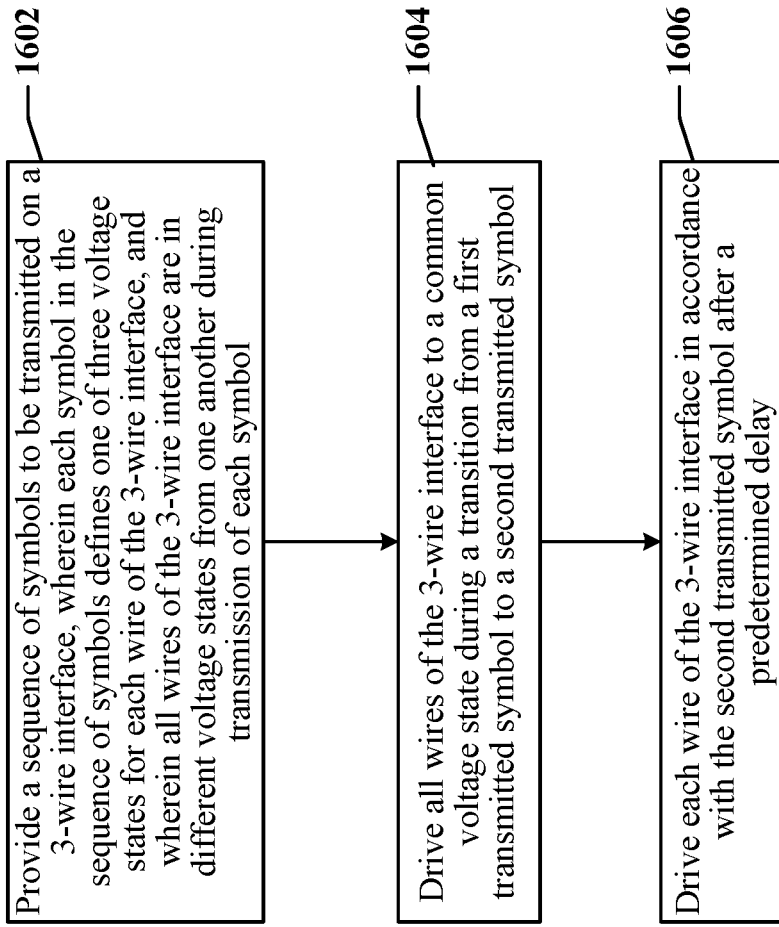 1602
Provide a sequence of symbols to be transmitted on a
3-wire interface, wherein each symbol in the
sequence of symbols defines one of three voltage
states for each wire of the 3-wire interface, and
wherein all wires of the 3-wire interface are in
different voltage states from one another during
transmission of each symbol
1604
Drive all wires of the 3-wire interface to a common
voltage state during a transition from a first
transmitted symbol to a second transmitted symbol
1606
Drive each wire of the 3-wire interface in accordance
with the second transmitted symbol after a
predetermined delay